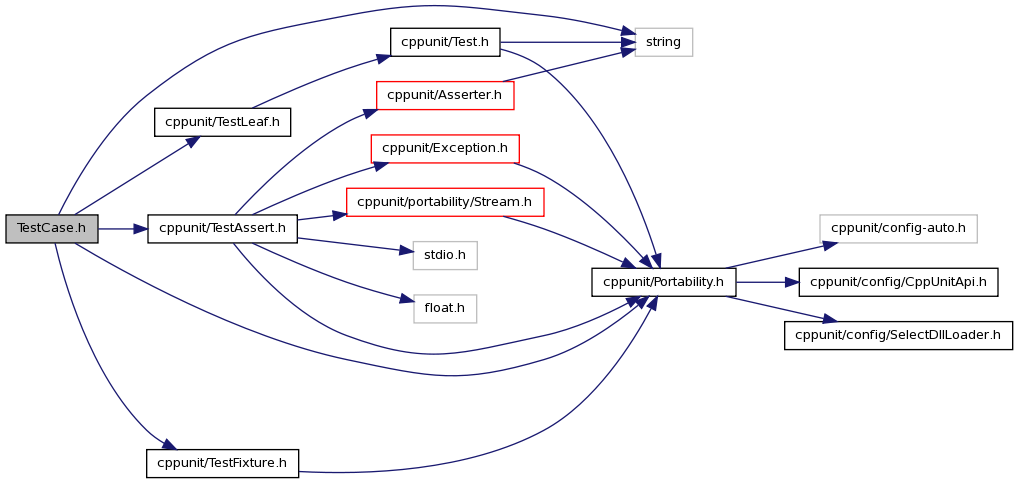 cppunit/Test.h
string
cppunit/Asserter.h
cppunit/TestLeaf.h
cppunit/Exception.h
cppunit/portability/Stream.h
TestCase.h
cppunit/TestAssert.h
cppunit/config-auto.h
stdio.h
cppunit/Portability.h
cppunit/config/CppUnitApi.h
float.h
cppunit/config/SelectDllLoader.h
cppunit/TestFixture.h